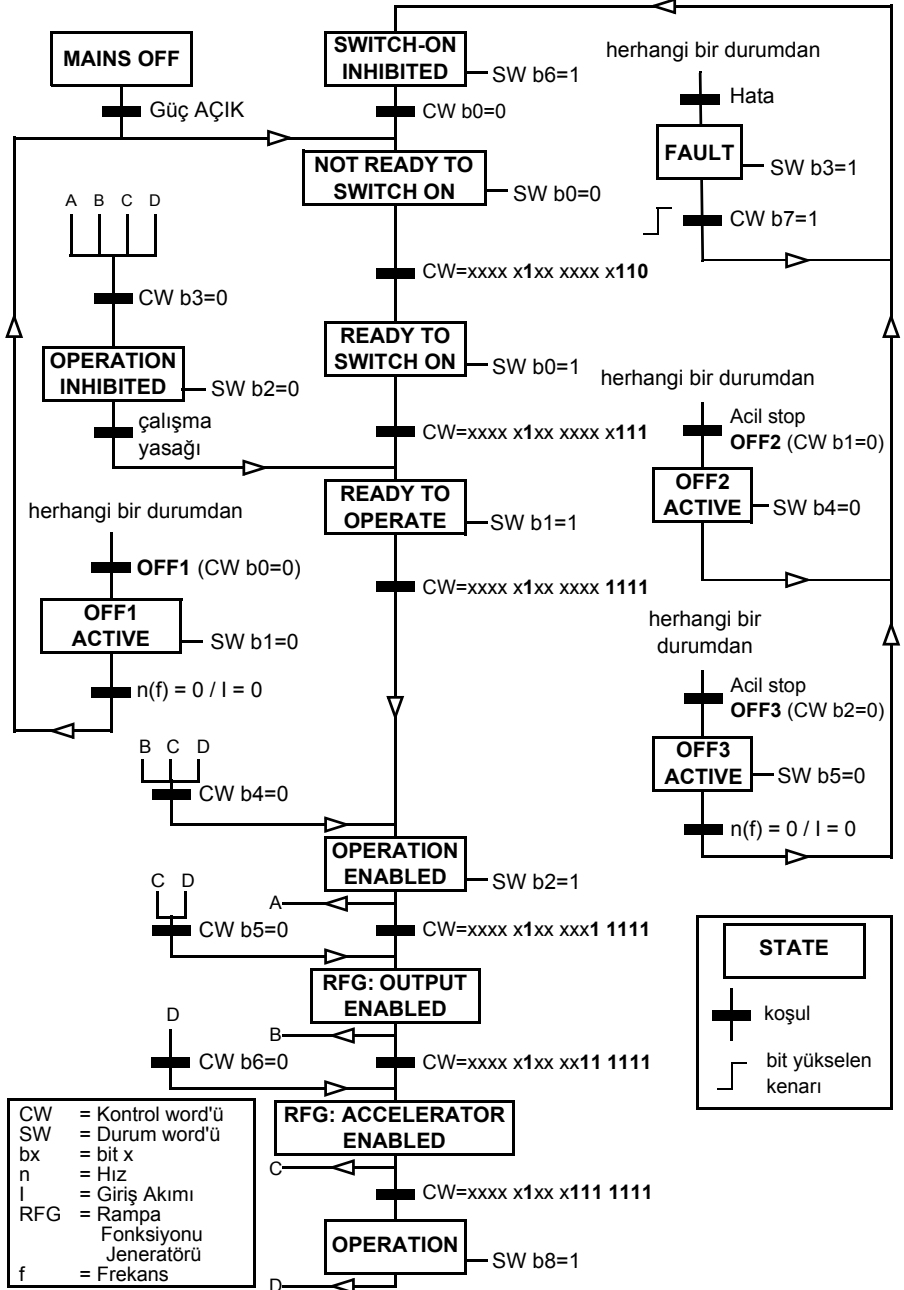 MAINS OFF
Güç AÇIK
SWITCH-ON
INHIBITED
SW b6=1
CW b0=0
herhangi bir durumdan
Hata
FAULT
SW b3=1
CW b7=1
NOT READY TO
SWITCH ON
SW b0=0
A B C D
CW b3=0
CW=xxxx x1xx xxxx x110
OPERATION
INHIBITED
SW b2=0
çalışma
yasağı
READY TO
SWITCH ON
SW b0=1
CW=xxxx x1xx xxxx x111
herhangi bir durumdan
Acil stop
OFF2 (CW b1=0)
OFF2
ACTIVE
SW b4=0
READY TO
OPERATE
SW b1=1
CW=xxxx x1xx xxxx 1111
herhangi bir durumdan
OFF1 (CW b0=0)
OFF1
ACTIVE
SW b1=0
n(f) = 0 / I = 0
herhangi bir
durumdan
Acil stop
OFF3 (CW b2=0)
OFF3
ACTIVE
SW b5=0
n(f) = 0 / I = 0
B C D
CW b4=0
OPERATION
ENABLED
SW b2=1
A
C D
CW b5=0
CW=xxxx x1xx xxx1 1111
RFG: OUTPUT
ENABLED
B
D
CW b6=0
CW=xxxx x1xx xx11 1111
RFG: ACCELERATOR
ENABLED
C
CW=xxxx x1xx x111 1111
OPERATION
SW b8=1
D
STATE
koşul
bit yükselen
kenarı
CW = Kontrol word'ü
SW = Durum word'ü
bx = bit x
n = Hız
I = Giriş Akımı
RFG = Rampa
Fonksiyonu
Jeneratörü
f = Frekans